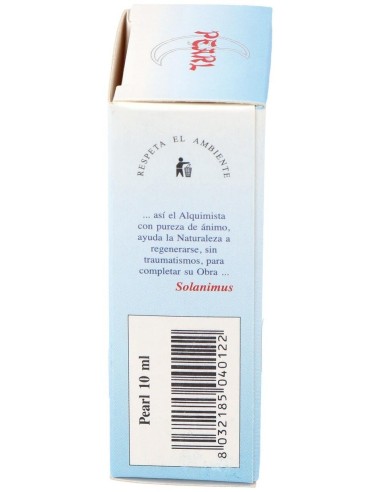 PEARL
RESPETA EL AMBIENTE
... así el Alquimista
con pureza de ánimo,
ayuda la Naturaleza a
regenerarse, sin
traumatismos, para
completar su Obra ...
Solanimus
Pearl 10 ml
8 032185 040122